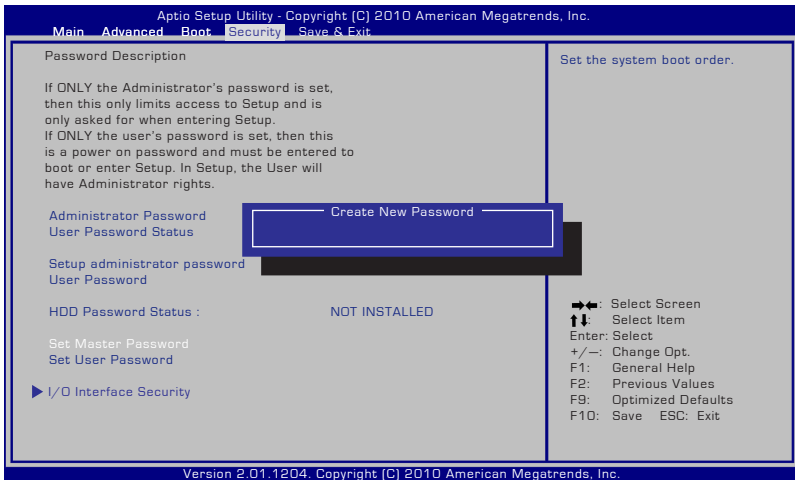 Aptio Setup Utility - Copyright (C) 2010 American Megatrends, Inc.
Main Advanced Boot Security Save & Exit
Password Description
If ONLY the Administrator's password is set,
then this only limits access to Setup and is
only asked for when entering Setup.
If ONLY the user's password is set, then this
is a power on password and must be entered to
boot or enter Setup. In Setup, the User will
have Administrator rights.
Administrator Password
User Password Status
Create New Password
Setup administrator password
User Password
HDD Password Status : NOT INSTALLED
Set Master Password
Set User Password
I/O Interface Security
Set the system boot order.
→←: Select Screen
↑↓: Select Item
Enter: Select
+/—: Change Opt.
F1: General Help
F2: Previous Values
F9: Optimized Defaults
F10: Save ESC: Exit
Version 2.01.1204. Copyright (C) 2010 American Megatrends, Inc.